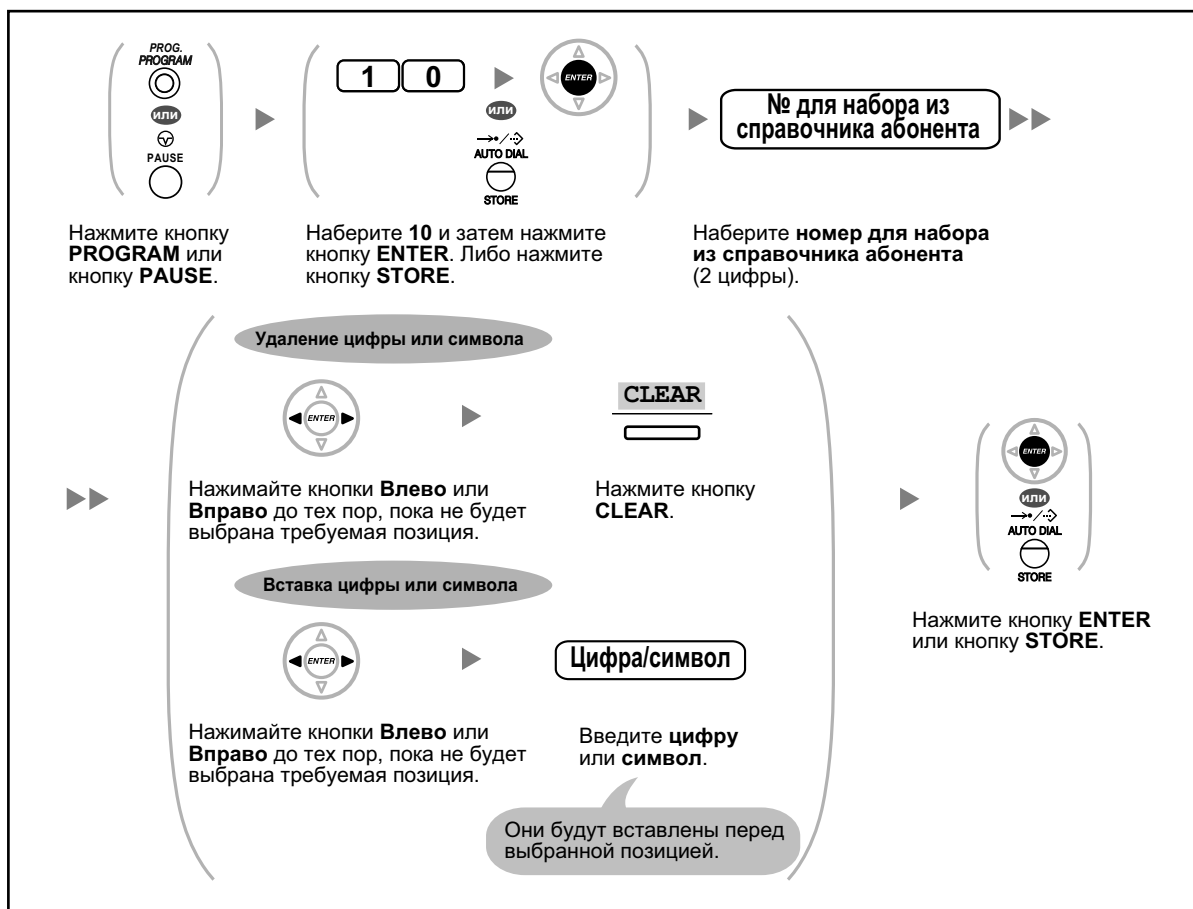 PROG.
PROGRAM
или
PAUSE
1 0
или
AUTO DIAL
STORE
ENTER
№ для набора из
справочника абонента
Нажмите кнопку
PROGRAM или
кнопку PAUSE.
Наберите 10 и затем нажмите
кнопку ENTER. Либо нажмите
кнопку STORE.
Наберите номер для набора
из справочника абонента
(2 цифры).
Удаление цифры или символа
ENTER
CLEAR
Нажимайте кнопки Влево или
Вправо до тех пор, пока не будет
выбрана требуемая позиция.
Нажмите кнопку
CLEAR.
Вставка цифры или символа
ENTER
Цифра/символ
Нажимайте кнопки Влево или
Вправо до тех пор, пока не будет
выбрана требуемая позиция.
Введите цифру
или символ.
Они будут вставлены перед
выбранной позицией.
ENTER
или
AUTO DIAL
STORE
Нажмите кнопку ENTER
или кнопку STORE.